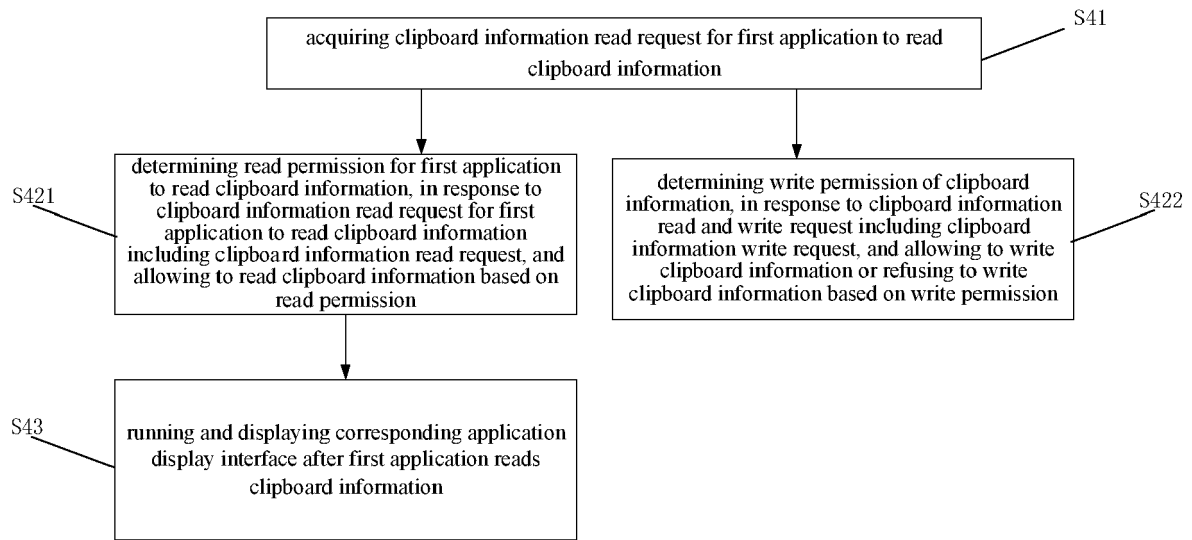 S41
acquiring clipboard information read request for first application to read
clipboard information
S421
determining read permission for first application
to read clipboard information, in response to
clipboard information read request for first
application to read clipboard information
including clipboard information read request, and
allowing to read clipboard information based on
read permission
determining write permission of clipboard
information, in response to clipboard information
read and write request including clipboard
information write request, and allowing to write
clipboard information or refusing to write
clipboard information based on write permission
S422
S43
running and displaying corresponding application
display interface after first application reads
clipboard information